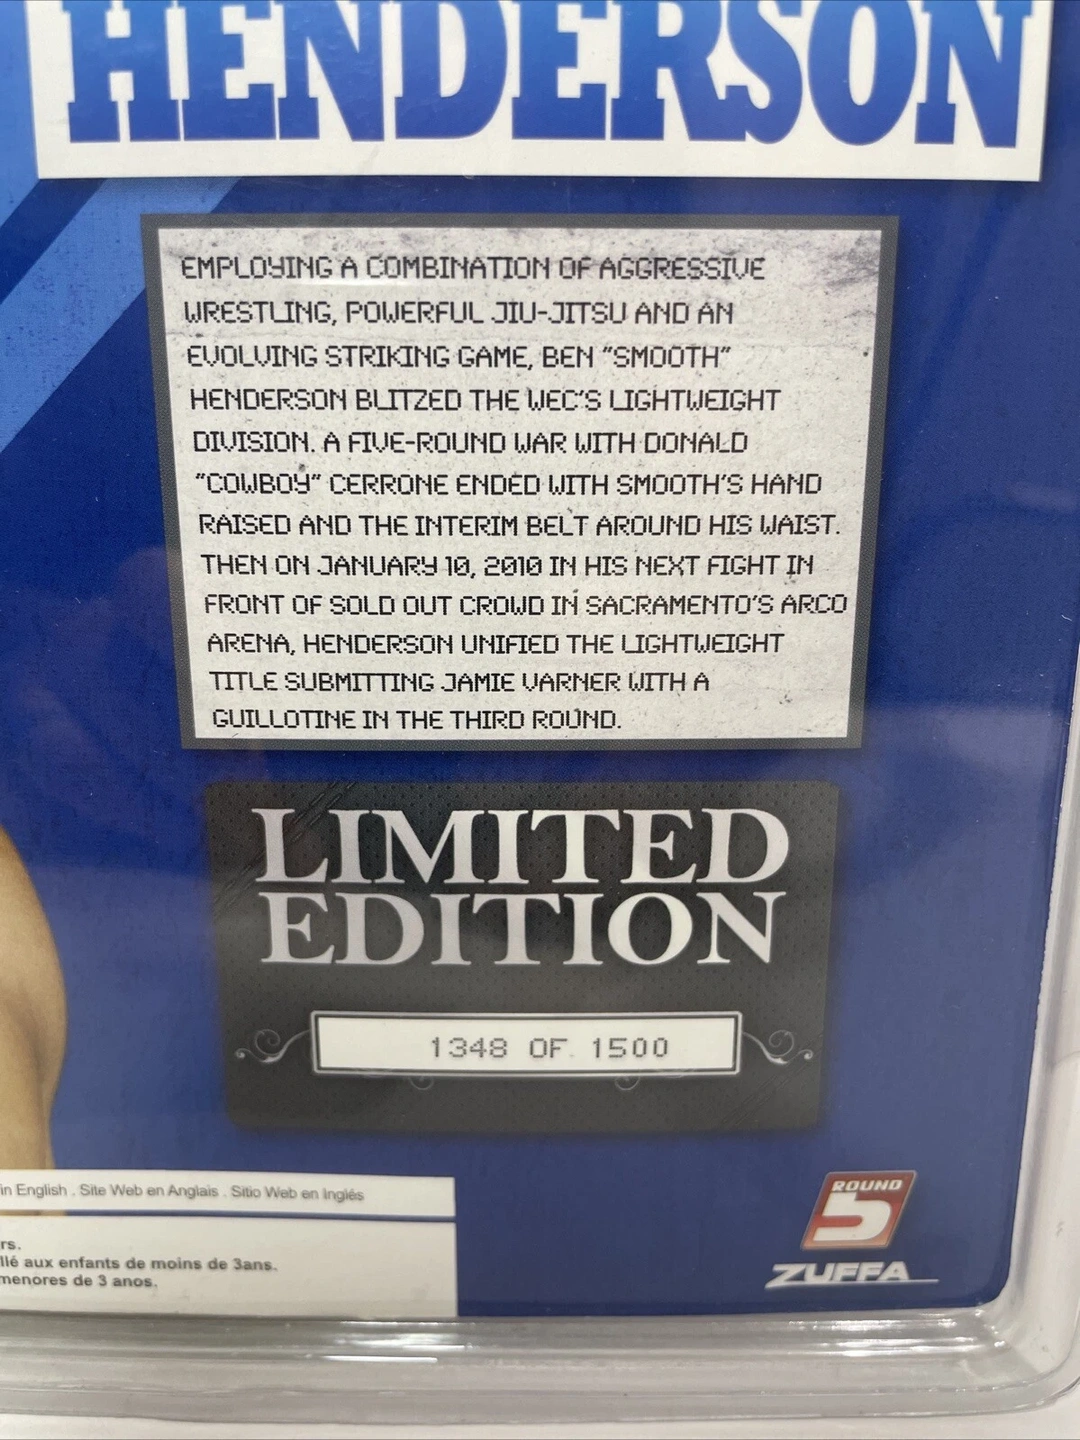 HENDERSON
EMPLOYING A COMBINATION OF AGGRESSIVE
WRESTLING, POWERFUL JIU-JITSU AND AN
EVOLVING STRIKING GAME, BEN "SMOOTH"
HENDERSON BLITZED THE WEC'S LIGHTWEIGHT
DIVISION. A FIVE-ROUND WAR WITH DONALD
"COWBOY" CERRONE ENDED WITH SMOOTH'S HAND
RAISED AND THE INTERIM BELT AROUND HIS WAIST.
THEN ON JANUARY 10, 2010 IN HIS NEXT FIGHT IN
FRONT OF SOLD OUT CROWD IN SACRAMENTO'S ARCO
ARENA, HENDERSON UNIFIED THE LIGHTWEIGHT
TITLE SUBMITTING JAMIE VARNER WITH A
GUILLOTINE IN THE THIRD ROUND.
LIMITED
EDITION
1348 OF 1500
in English . Site Web en Anglais . Sitio Web en Inglés
rs.
llé aux enfants de moins de 3ans.
menores de 3 anos.
ROUND
5
ZUFFA